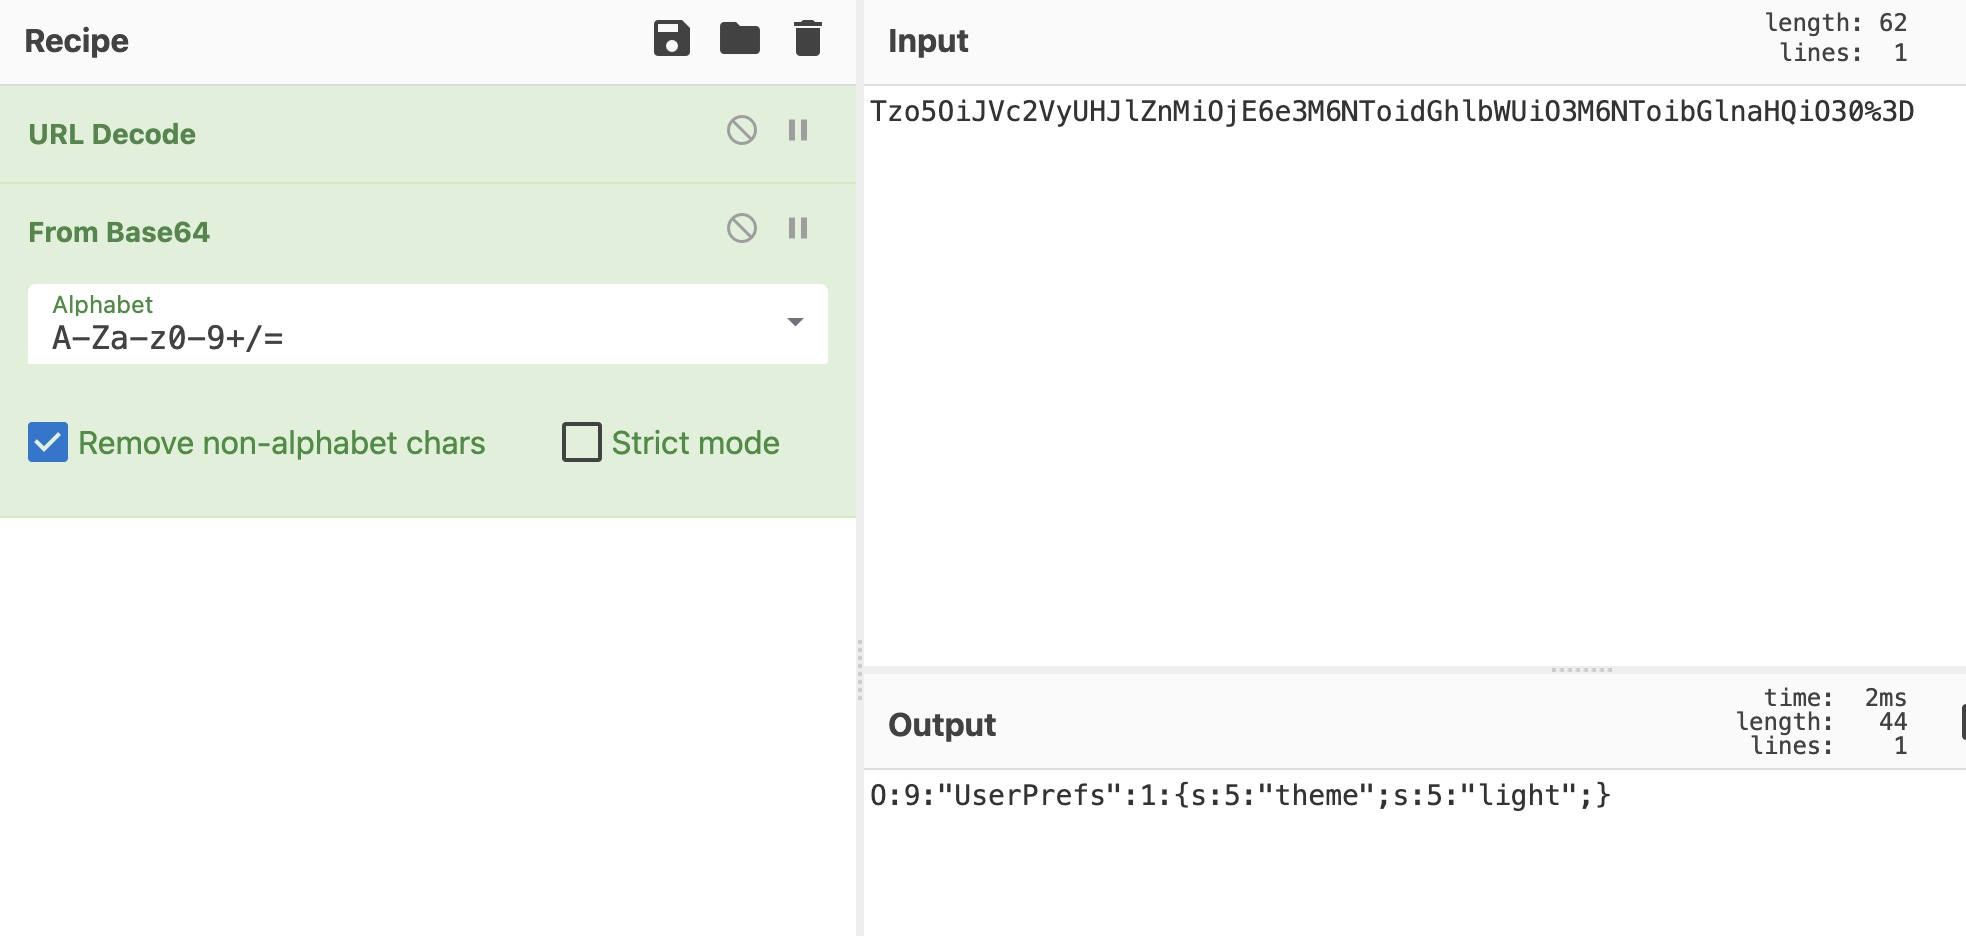 Recipe
URL Decode
From Base64
Alphabet
A-Za-z0-9+/=
Remove non-alphabet chars
Strict mode
Input
length: 62
lines: 1
Tzo5OiJVc2VyUHJlZnMiOjE6e3M6NToidGhlbWUiO3M6NToibGlnaHQiO30%3D
Output
time: 2ms
length: 44
lines: 1
O:9:"UserPrefs":1:{s:5:"theme";s:5:"light";}